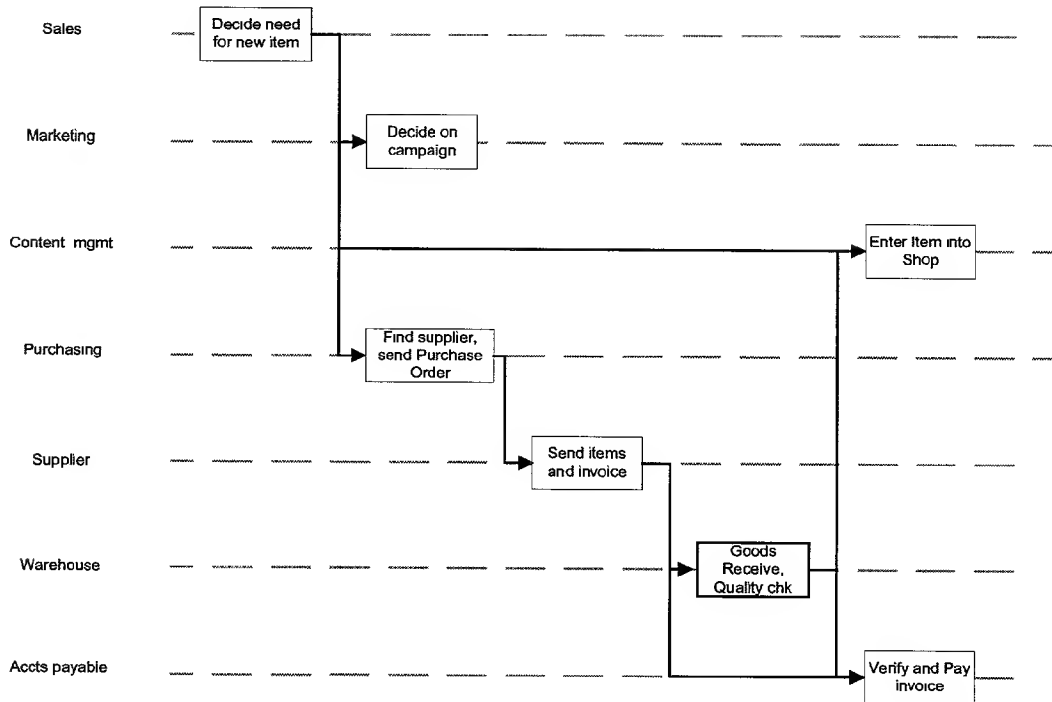 Sales
Decide need
for new item
Marketing
Decide on
campaign
Content mgmt
Enter Item into
Shop
Purchasing
Find supplier,
send Purchase
Order
Supplier
Send items
and invoice
Warehouse
Goods
Receive,
Quality chk
Accts payable
Verify and Pay
invoice